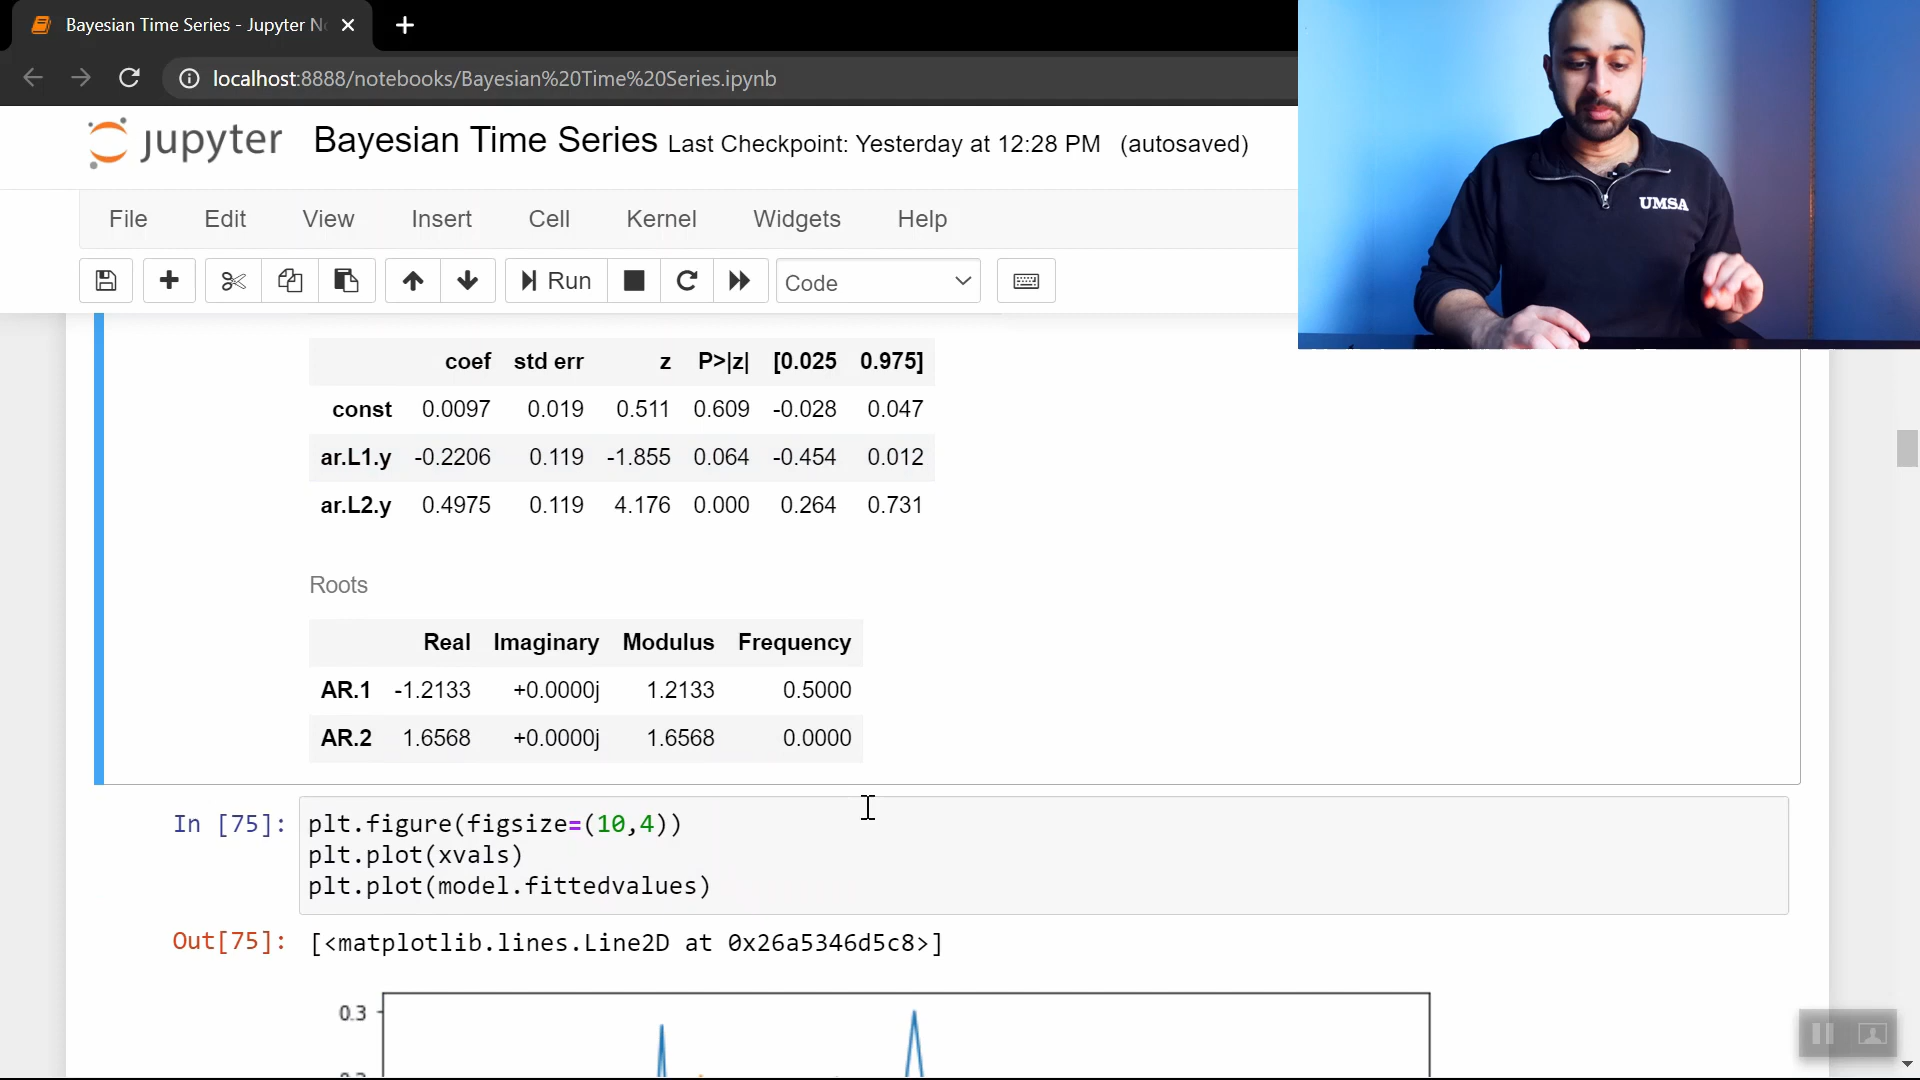 Bayesian Time Series - Jupyter No
localhost:8888/notebooks/Bayesian%20Time%20Series.ipynb
jupyter Bayesian Time Series Last Checkpoint: Yesterday at 12:28 PM (autosaved)
UMSA
File Edit View Insert Cell Kernel Widgets Help
Run Code
coef std err z P>|z| [0.025 0.975]
const 0.0097 0.019 0.511 0.609 -0.028 0.047
ar.L1.y -0.2206 0.119 -1.855 0.064 -0.454 0.012
ar.L2.y 0.4975 0.119 4.176 0.000 0.264 0.731
Roots
Real Imaginary Modulus Frequency
AR.1 -1.2133 +0.0000j 1.2133 0.5000
AR.2 1.6568 +0.0000j 1.6568 0.0000
In [75]: plt.figure(figsize=(10,4))
plt.plot(xvals)
plt.plot(model.fittedvalues)
Out[75]: [<matplotlib.lines.Line2D at 0x26a5346d5c8>]
0.3